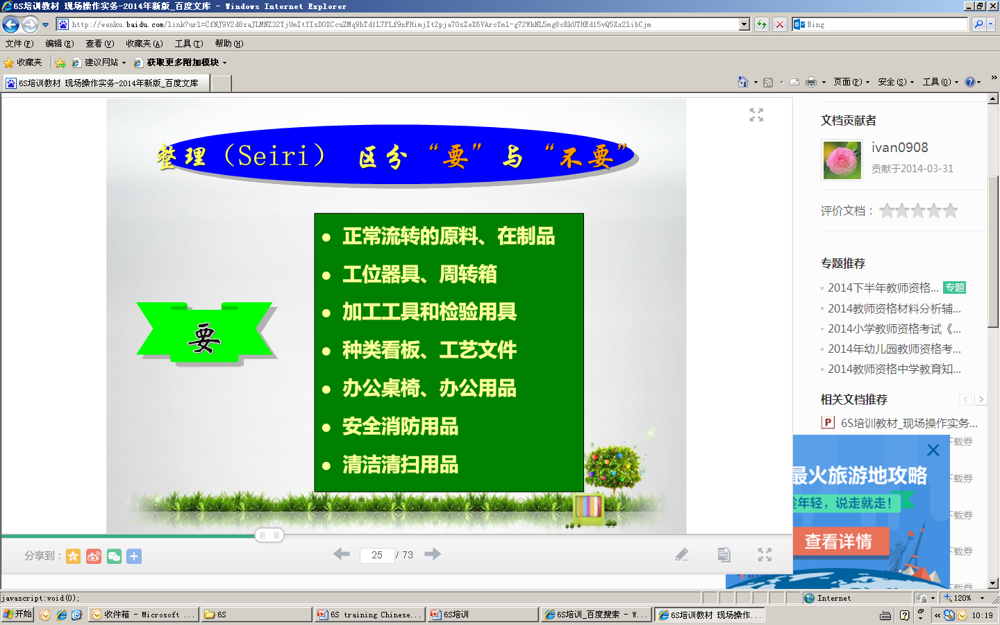 6S培训教材 现场操作实务-2014年新版_百度文库 - Windows Internet Explorer
Bing
文件(F) 编辑(E) 查看(V) 收藏夹(A) 工具(T) 帮助(H)
收藏夹 建议网站 获取更多附加模块
6S培训教材 现场操作实务-2014年新版_百度文库
页面(P) 安全(S) 工具(O)
整理（Seiri） 区分“要”与“不要”
要
• 正常流转的原料、在制品
• 工位器具、周转箱
• 加工工具和检验用具
• 种类看板、工艺文件
• 办公桌椅、办公用品
• 安全消防用品
• 清洁清扫用品
分享到：
25 / 73
文档贡献者
ivan0908
贡献于2014-03-31
评价文档：
专题推荐
2014下半年教师资格... 专题
2014教师资格材料分析辅...
2014小学教师资格考试《...
2014年幼儿园教师资格考...
2014教师资格中学教育知...
相关文档推荐
6S培训教材_现场操作实务...
下载券
下载券
下载券
下载券
最火旅游地攻略
趁年轻，说走就走！
查看详情
javascript:void(0);
Internet
120%
开始
收件箱 - Microsoft ...
6S
6S training Chinese...
6S培训
6S培训_百度搜索 - W...
6S培训教材 现场操作...
10:19